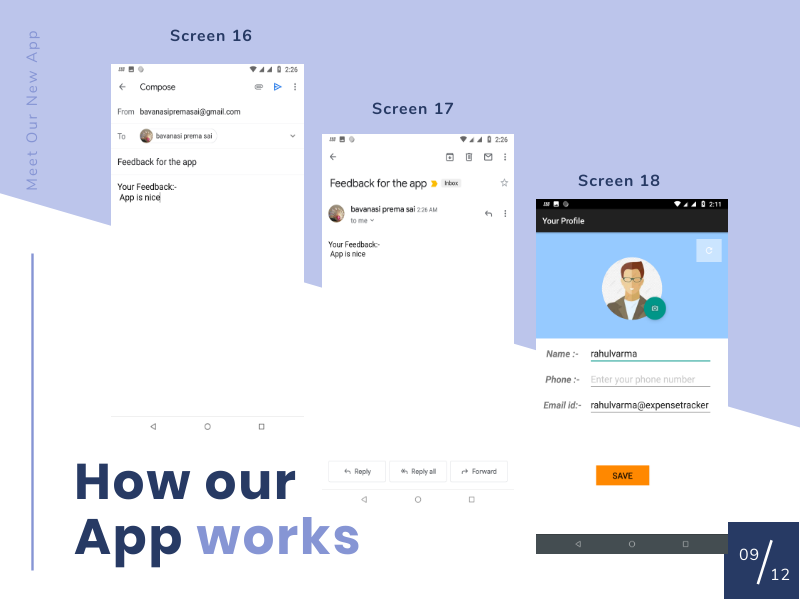 Meet Our New App
Screen 16
2:26
Compose
From bavanasipremasai@gmail.com
To bavanasi prema sai
Feedback for the app
Your Feedback:-
App is nice
Screen 17
2:26
Feedback for the app Inbox
bavanasi prema sai 2:26 AM
to me
Your Feedback:-
App is nice
Reply Reply all Forward
Screen 18
2:11
Your Profile
Name :- rahulvarma
Phone :- Enter your phone number
Email id:- rahulvarma@expensetracker
SAVE
How our
App works
09/12